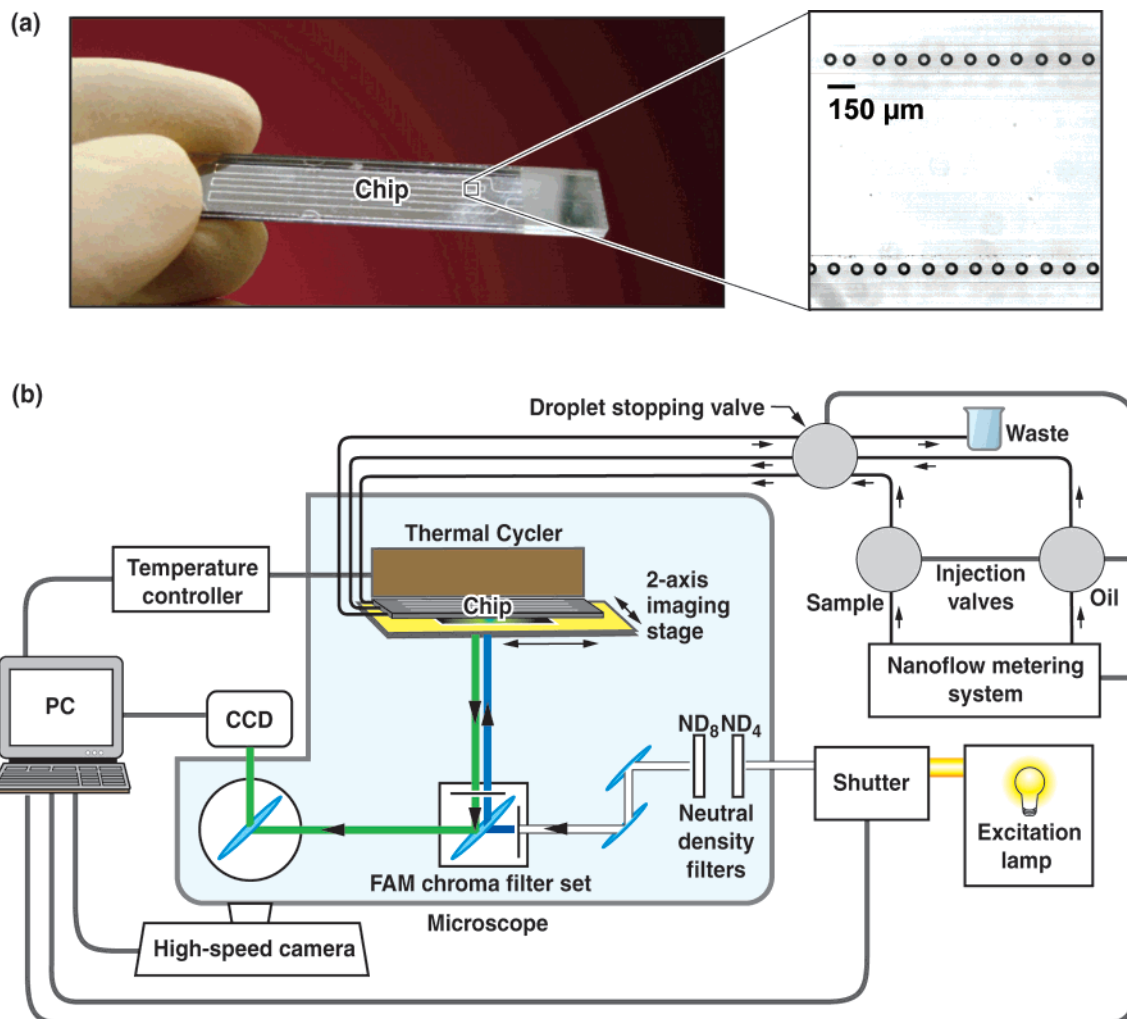 (a)
Chip
150 µm
(b)
Droplet stopping valve
Waste
Thermal Cycler
Temperature
controller
Chip
2-axis
imaging
stage
Sample
Injection
valves
Oil
Nanoflow metering
system
PC
CCD
ND8 ND4
Shutter
Neutral
density
filters
Excitation
lamp
FAM chroma filter set
Microscope
High-speed camera